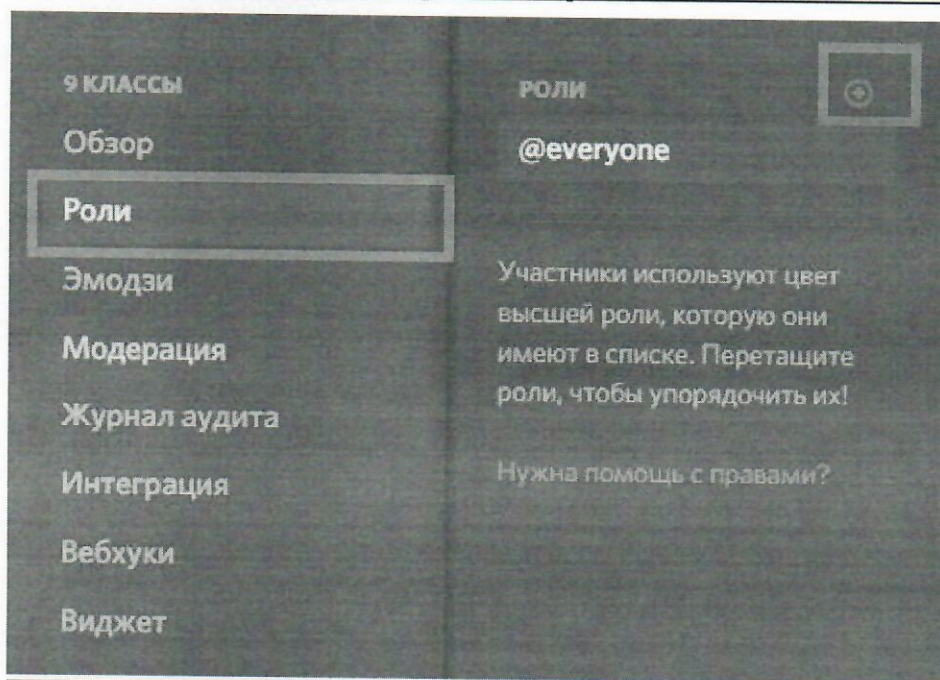 9 КЛАССЫ
Обзор
Роли
Эмодзи
Модерация
Журнал аудита
Интеграция
Вебхуки
Виджет
РОЛИ
@everyone
Участники используют цвет
высшей роли, которую они
имеют в списке. Перетащите
роли, чтобы упорядочить их!
Нужна помощь с правами?